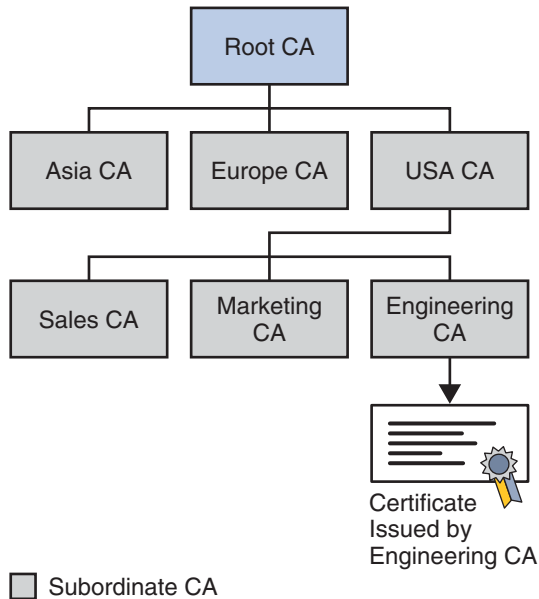 Root CA
Asia CA
Europe CA
USA CA
Sales CA
Marketing
CA
Engineering
CA
Certificate
Issued by
Engineering CA
Subordinate CA